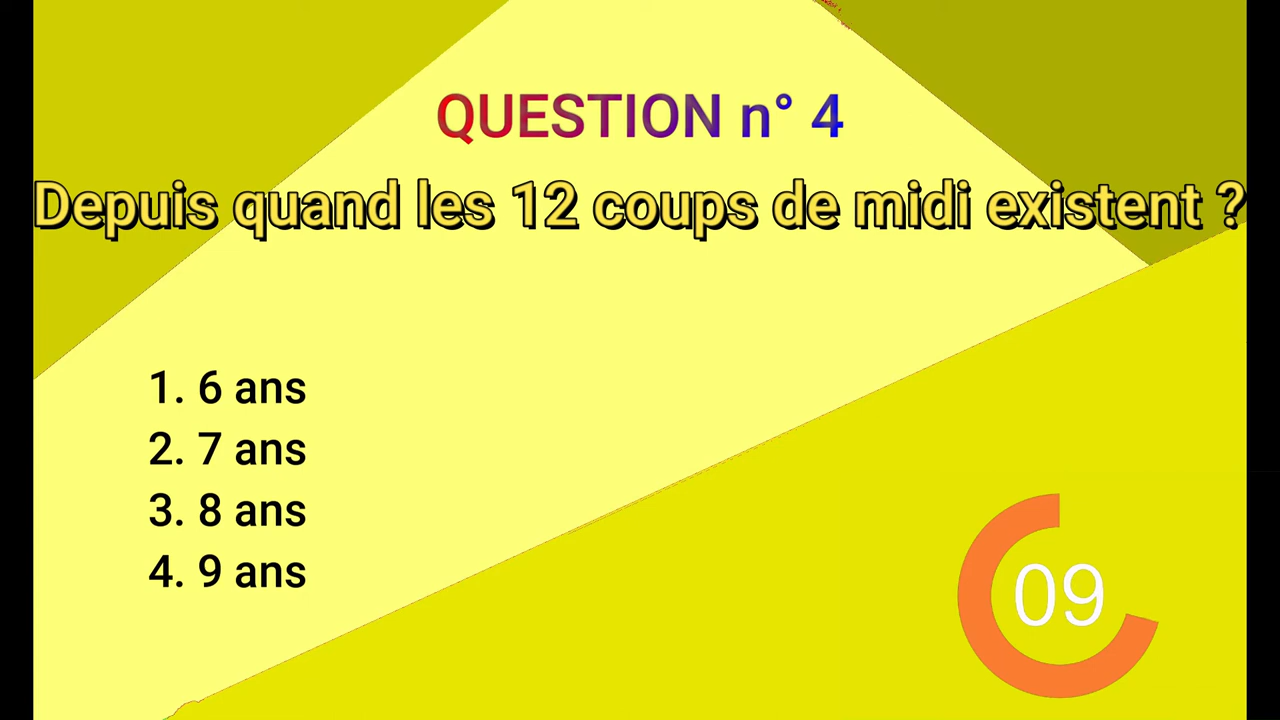 QUESTION n° 4
Depuis quand les 12 coups de midi existent ?
1. 6 ans
2. 7 ans
3. 8 ans
4. 9 ans
09